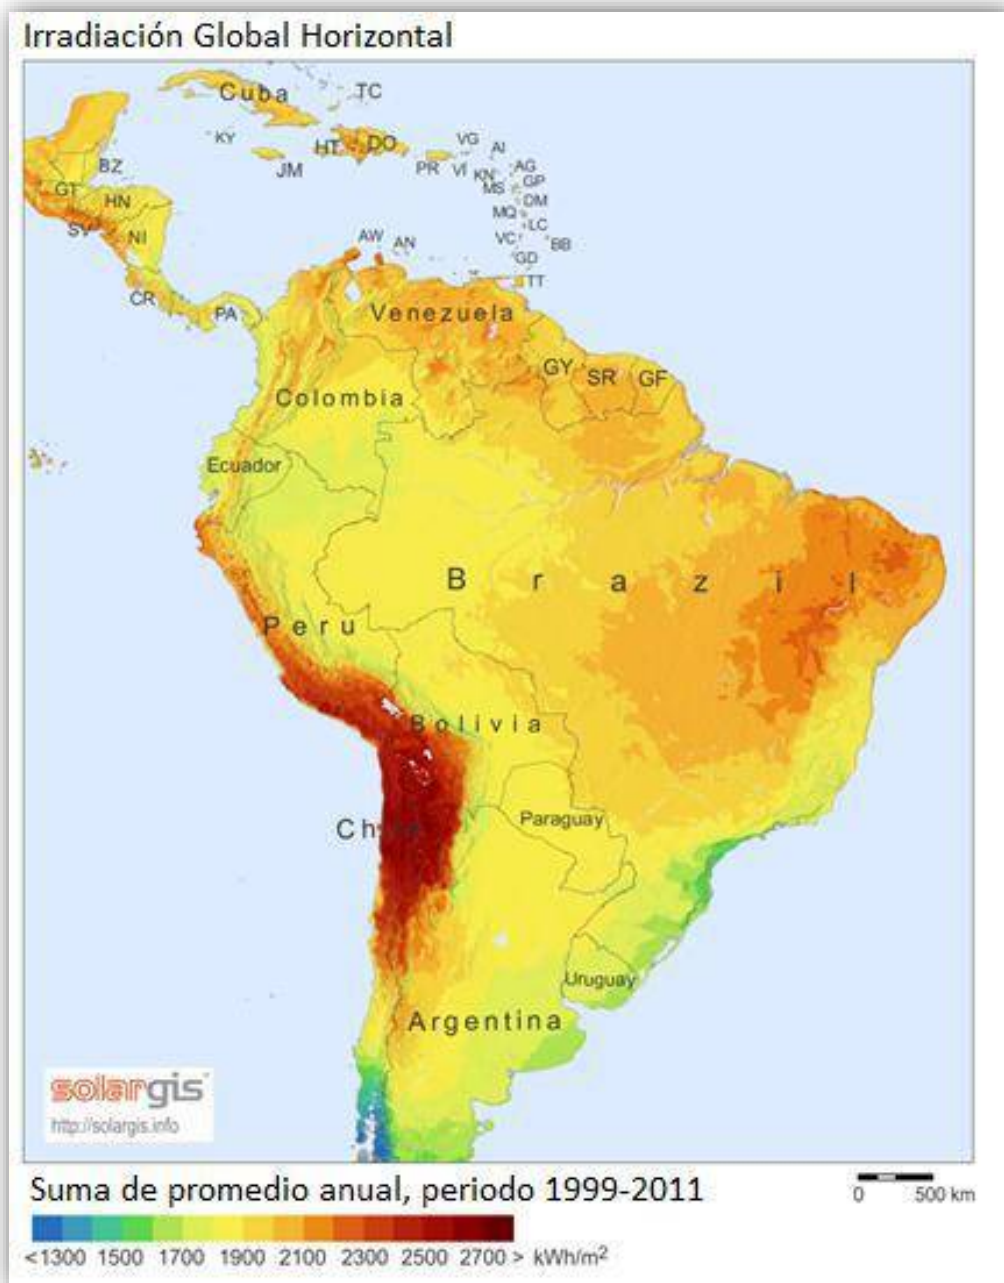 Irradiación Global Horizontal
Cuba
TC
KY
HT
DO
JM
PR
VG
VI
AI
KN
AG
MS
GP
DM
MQ
LC
VC
BB
GD
TT
BZ
GT
HN
SV
NI
AW
AN
CR
PA
Venezuela
GY
SR
GF
Colombia
Ecuador
Brazil
Peru
Bolivia
Chile
Paraguay
Uruguay
Argentina
solargis
http://solargis.info
Suma de promedio anual, periodo 1999-2011
0 500 km
<1300 1500 1700 1900 2100 2300 2500 2700 > kWh/m²